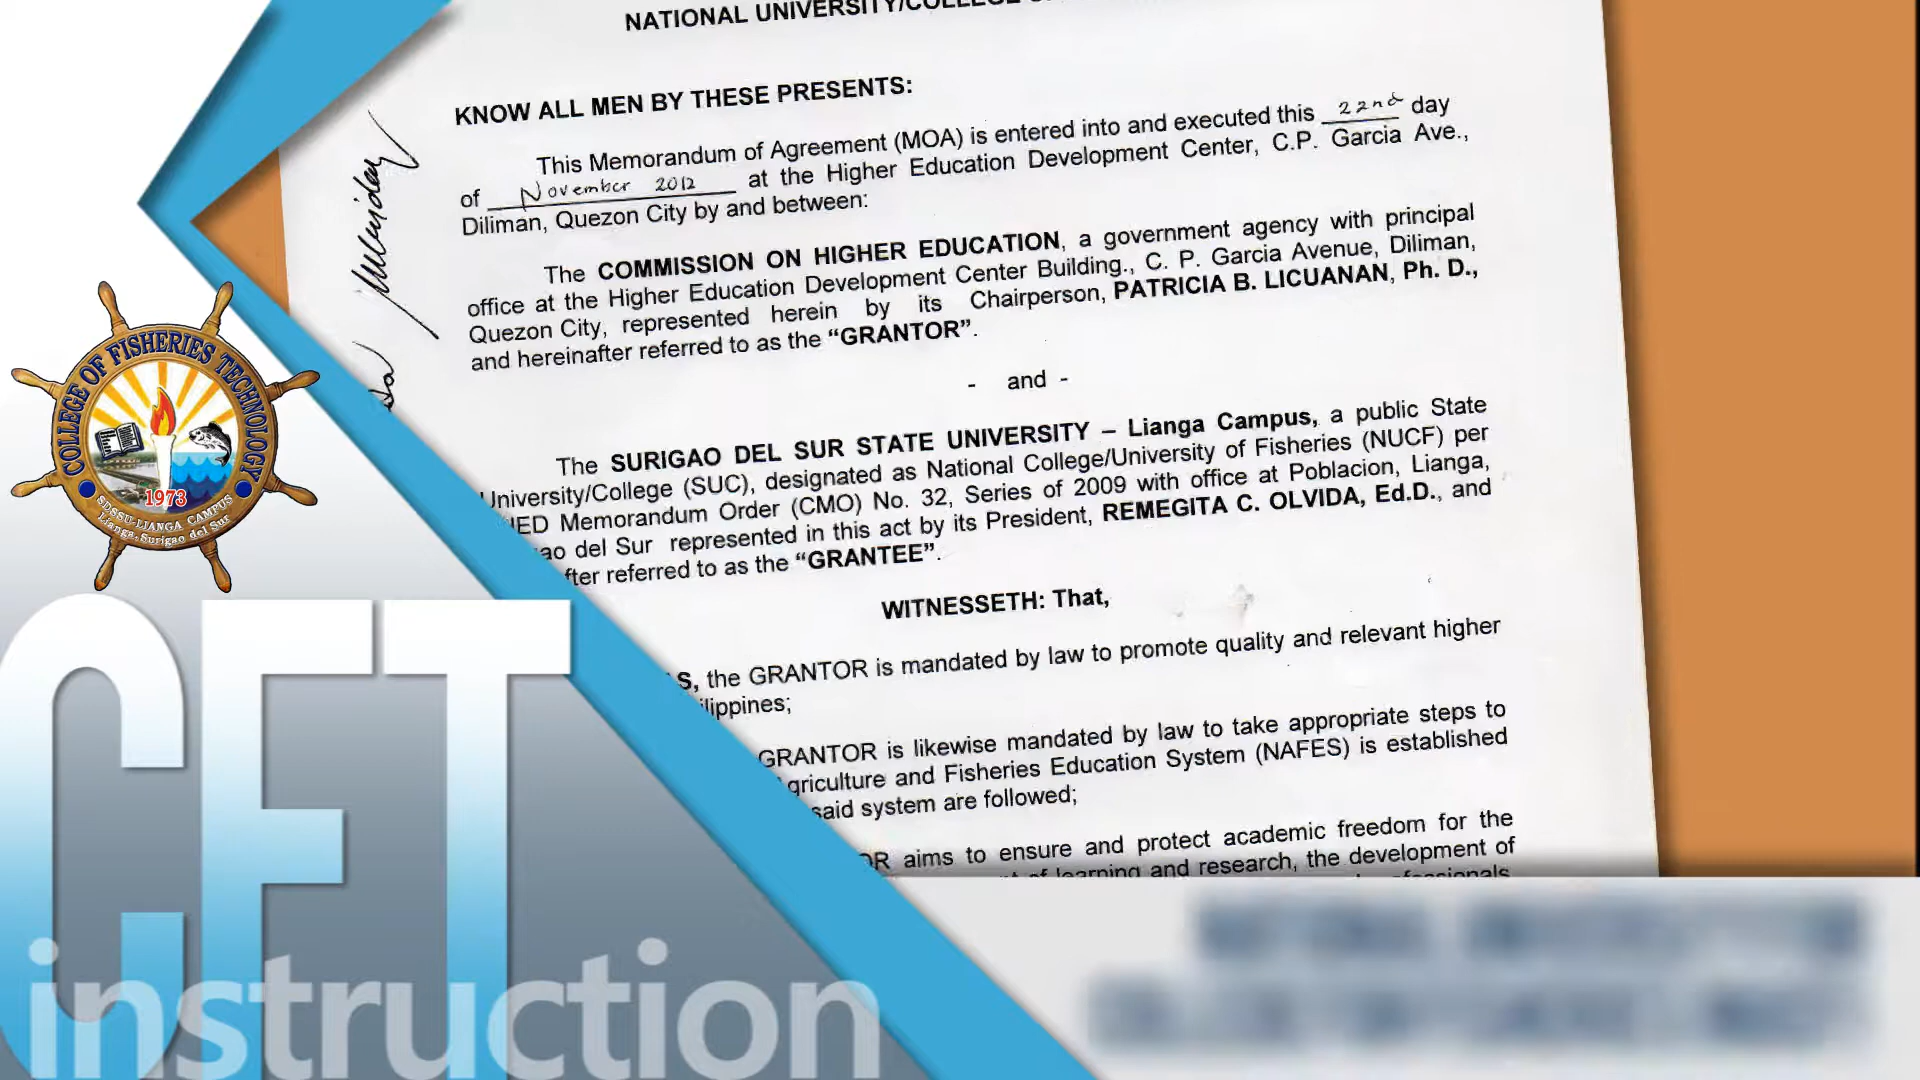 NATIONAL UNIVERSITY/COLLEGE
KNOW ALL MEN BY THESE PRESENTS:
This Memorandum of Agreement (MOA) is entered into and executed this 22nd day
of November 2012 at the Higher Education Development Center, C.P. Garcia Ave.,
Diliman, Quezon City by and between:
The COMMISSION ON HIGHER EDUCATION, a government agency with principal
office at the Higher Education Development Center Building., C. P. Garcia Avenue, Diliman,
Quezon City, represented herein by its Chairperson, PATRICIA B. LICUANAN, Ph. D.,
and hereinafter referred to as the “GRANTOR”.
- and -
The SURIGAO DEL SUR STATE UNIVERSITY – Lianga Campus, a public State
University/College (SUC), designated as National College/University of Fisheries (NUCF) per
HED Memorandum Order (CMO) No. 32, Series of 2009 with office at Poblacion, Lianga,
ao del Sur represented in this act by its President, REMEGITA C. OLVIDA, Ed.D., and
fter referred to as the “GRANTEE”.
WITNESSETH: That,
S, the GRANTOR is mandated by law to promote quality and relevant higher
ilippines;
GRANTOR is likewise mandated by law to take appropriate steps to
griculture and Fisheries Education System (NAFES) is established
said system are followed;
OR aims to ensure and protect academic freedom for the
of learning and research, the development of
ofessionals
COLLEGE OF FISHERIES TECHNOLOGY
1973
SDSSU-LIANGA CAMPUS
Lianga, Surigao del Sur
CFT
instruction